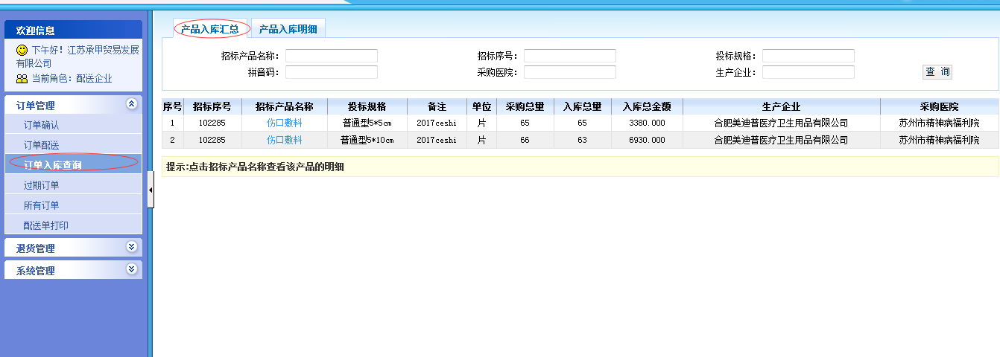 欢迎信息
下午好！江苏承甲贸易发展
有限公司
当前角色：配送企业
订单管理
订单确认
订单配送
订单入库查询
过期订单
所有订单
配送单打印
退货管理
系统管理
产品入库汇总 产品入库明细
招标产品名称： 招标序号： 投标规格：
拼音码： 采购医院： 生产企业： 查 询
序号 招标序号 招标产品名称 投标规格 备注 单位 采购总量 入库总量 入库总金额 生产企业 采购医院
1 102285 伤口敷料 普通型5*5cm 2017ceshi 片 65 65 3380.000 合肥美迪普医疗卫生用品有限公司 苏州市精神病福利院
2 102285 伤口敷料 普通型5*10cm 2017ceshi 片 66 63 6930.000 合肥美迪普医疗卫生用品有限公司 苏州市精神病福利院
提示:点击招标产品名称查看该产品的明细